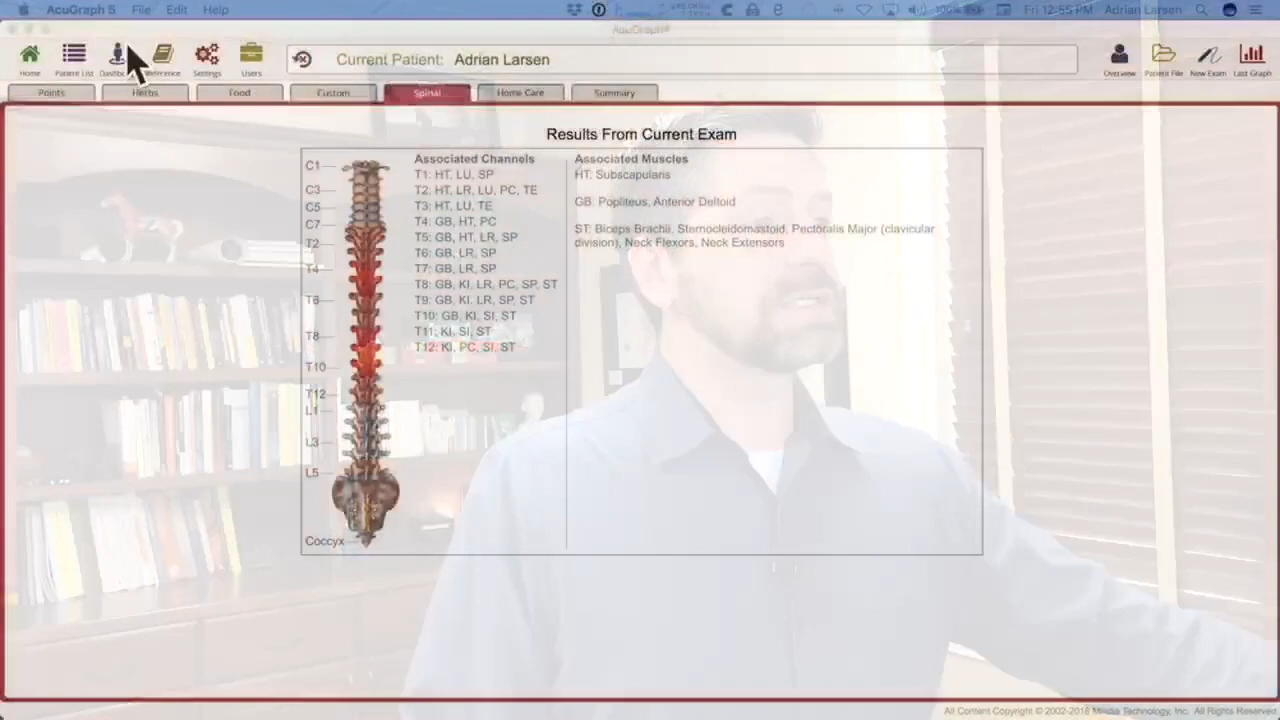 AcuGraph 5 File Edit Help
Fri 12:55 PM Adrian Larsen
AcuGraph®
Home Patient List Reference Settings Users
Current Patient: Adrian Larsen
Overview Patient File New Exam Last Graph
Points Herbs Food Custom Spinal Home Care Summary
Results From Current Exam
Associated Channels
T1: HT, LU, SP
T2: HT, LR, LU, PC, TE
T3: HT, LU, TE
T4: GB, HT, PC
T5: GB, HT, LR, SP
T6: GB, LR, SP
T7: GB, LR, SP
T8: GB, KI, LR, PC, SP, ST
T9: GB, KI, LR, SP, ST
T10: GB, KI, SI, ST
T11: KI, SI, ST
T12: KI, PC, SI, ST
Associated Muscles
HT: Subscapularis
GB: Popliteus, Anterior Deltoid
ST: Biceps Brachii, Sternocleidomastoid, Pectoralis Major (clavicular
division), Neck Flexors, Neck Extensors
C1
C3
C5
C7
T2
T4
T6
T8
T10
T12
L1
L3
L5
Coccyx
All Content Copyright © 2002-2018 Miridia Technology, Inc. All Rights Reserved.